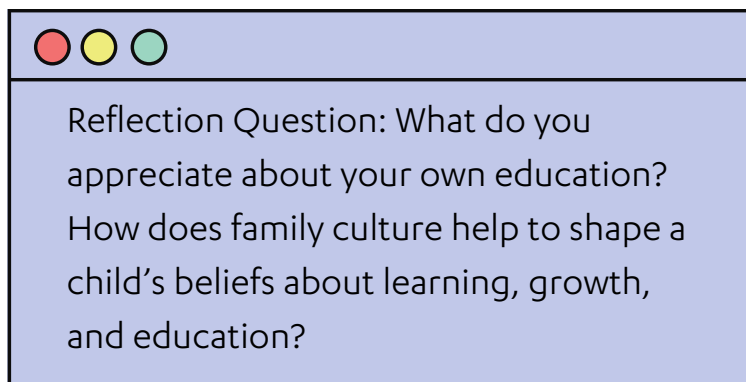 Reflection Question: What do you
appreciate about your own education?
How does family culture help to shape a
child’s beliefs about learning, growth,
and education?